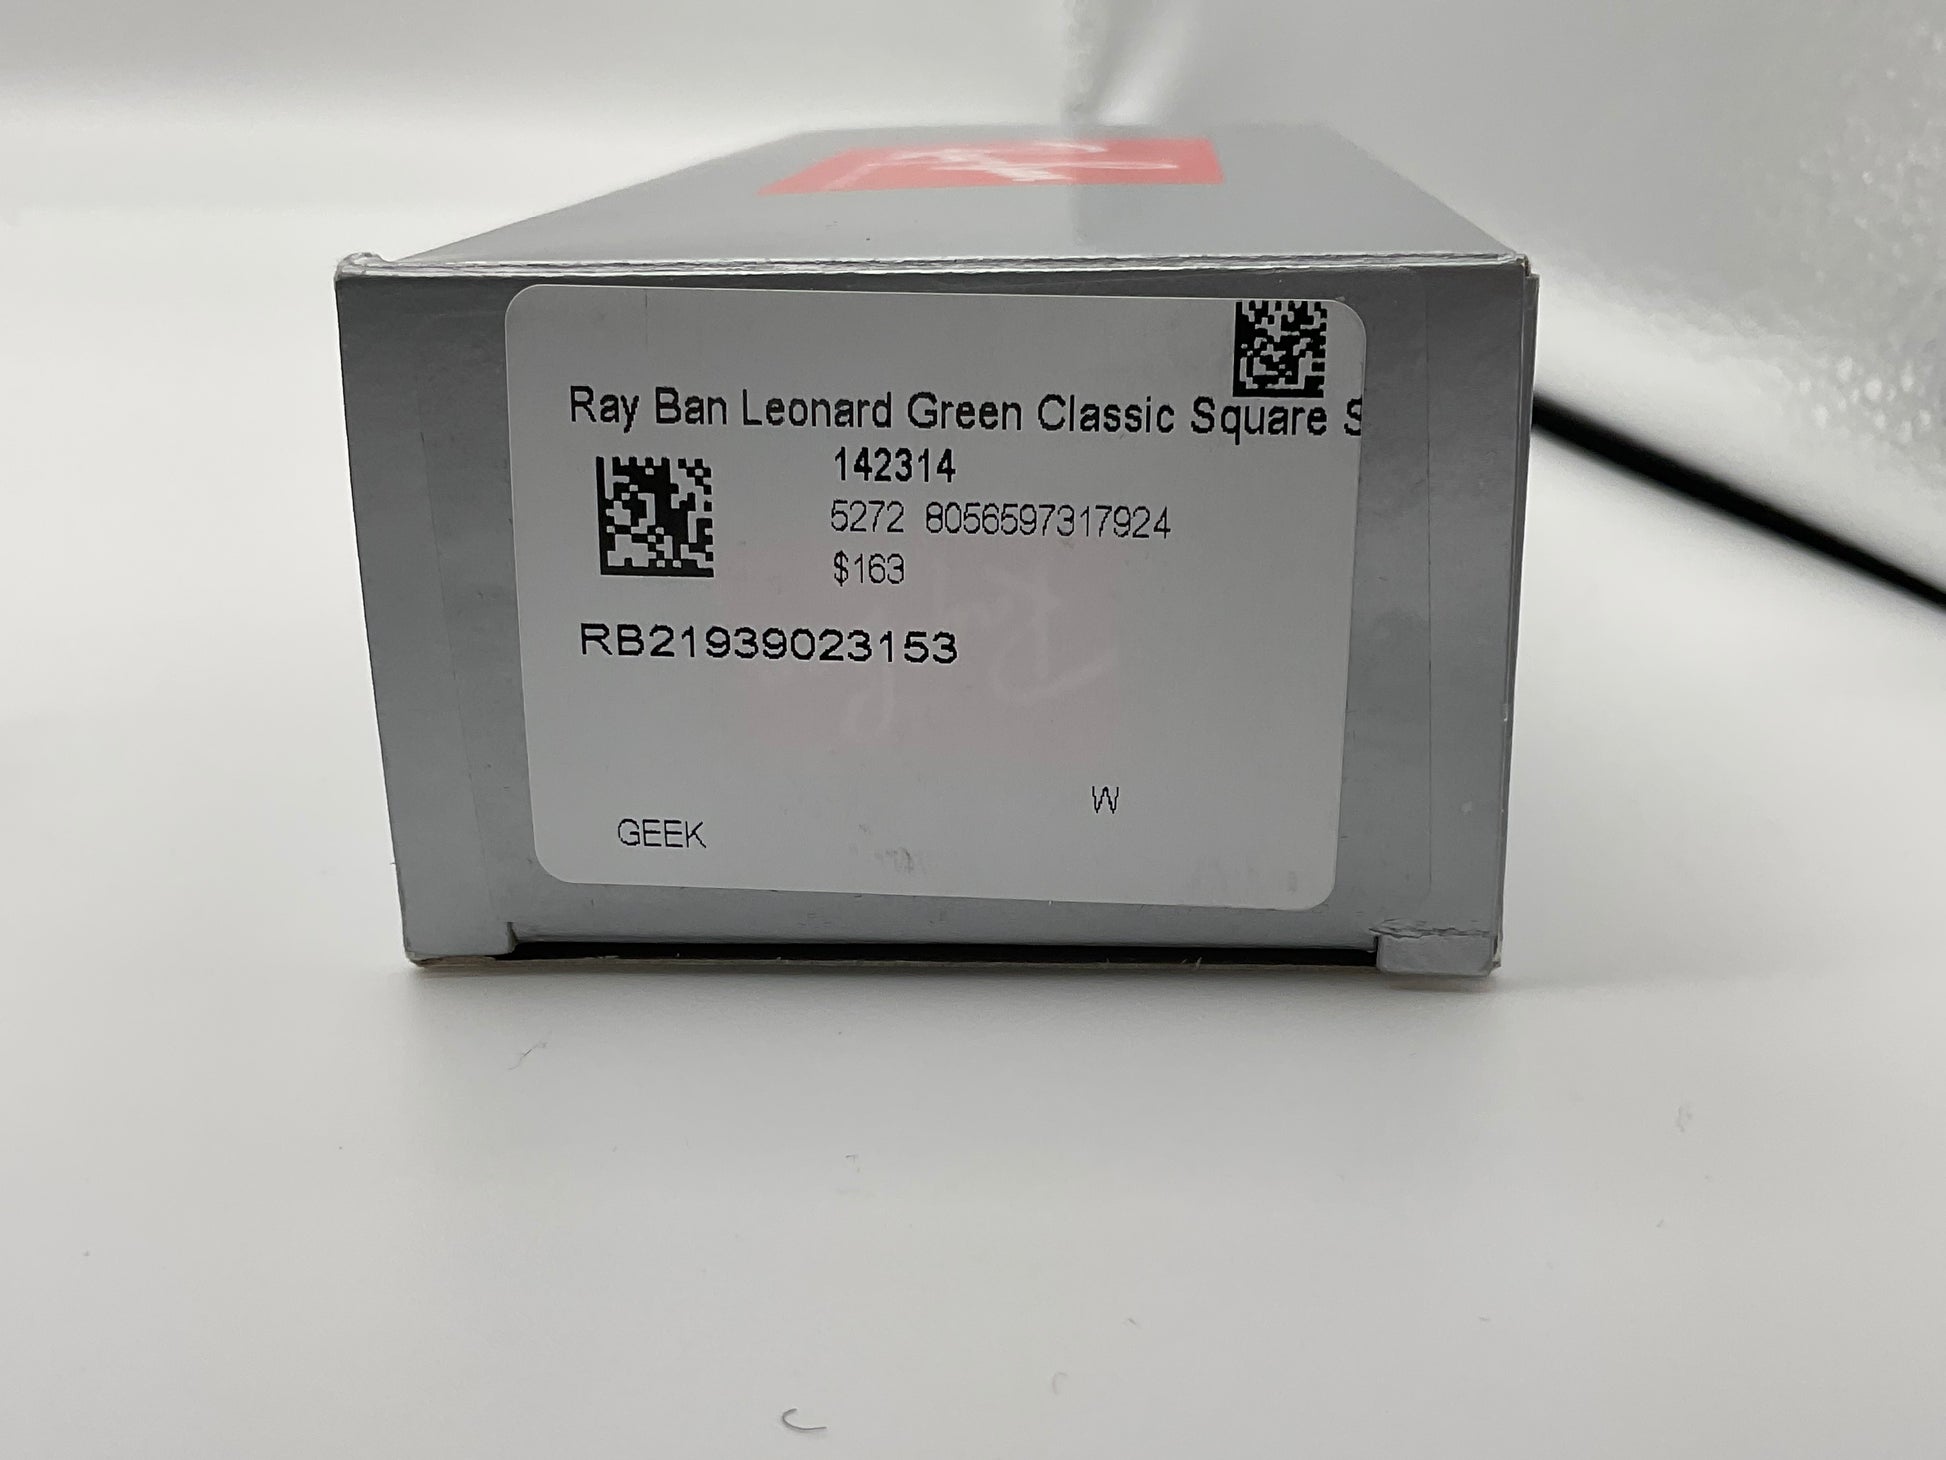 Ray Ban Leonard Green Classic Square S
142314
5272 8056597317924
$163
RB21939023153
W
GEEK